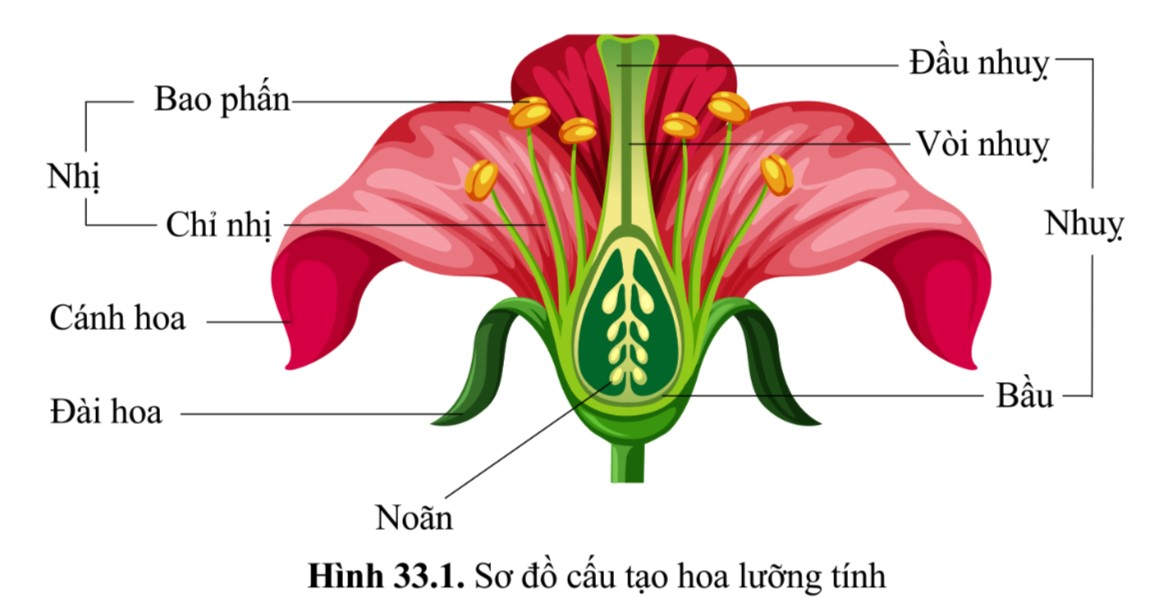 Đầu nhuỵ
Bao phấn
Vòi nhuỵ
Nhị
Chỉ nhị
Nhuỵ
Cánh hoa
Bầu
Đài hoa
Noãn
Hình 33.1. Sơ đồ cấu tạo hoa lưỡng tính